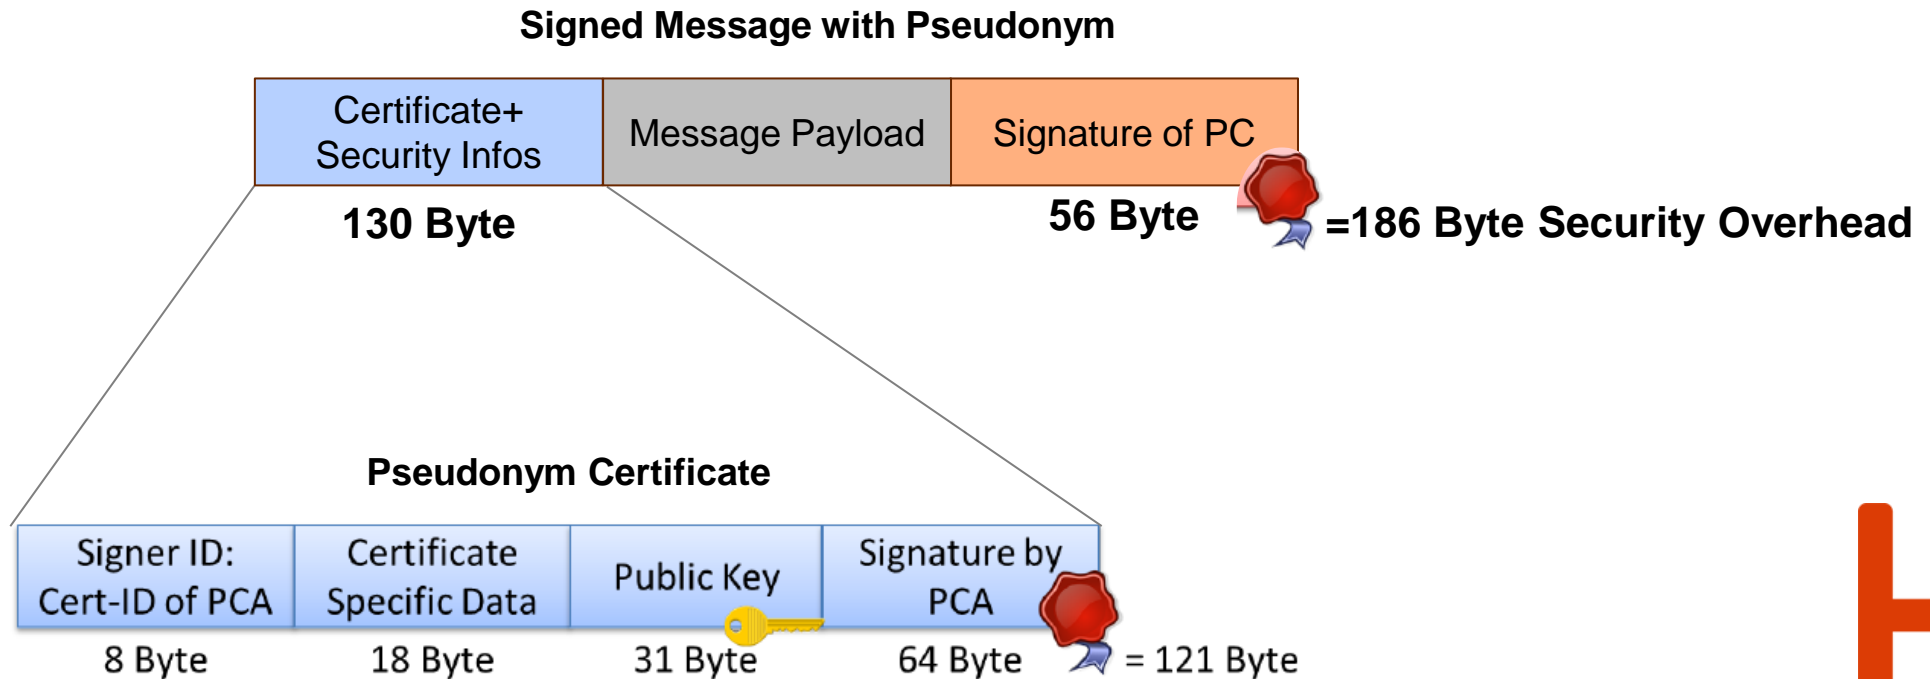 Signed Message with Pseudonym
Certificate+
Security Infos
Message Payload
Signature of PC
130 Byte
56 Byte
=186 Byte Security Overhead
Pseudonym Certificate
Signer ID:
Cert-ID of PCA
Certificate
Specific Data
Public Key
Signature by
PCA
8 Byte
18 Byte
31 Byte
64 Byte
= 121 Byte